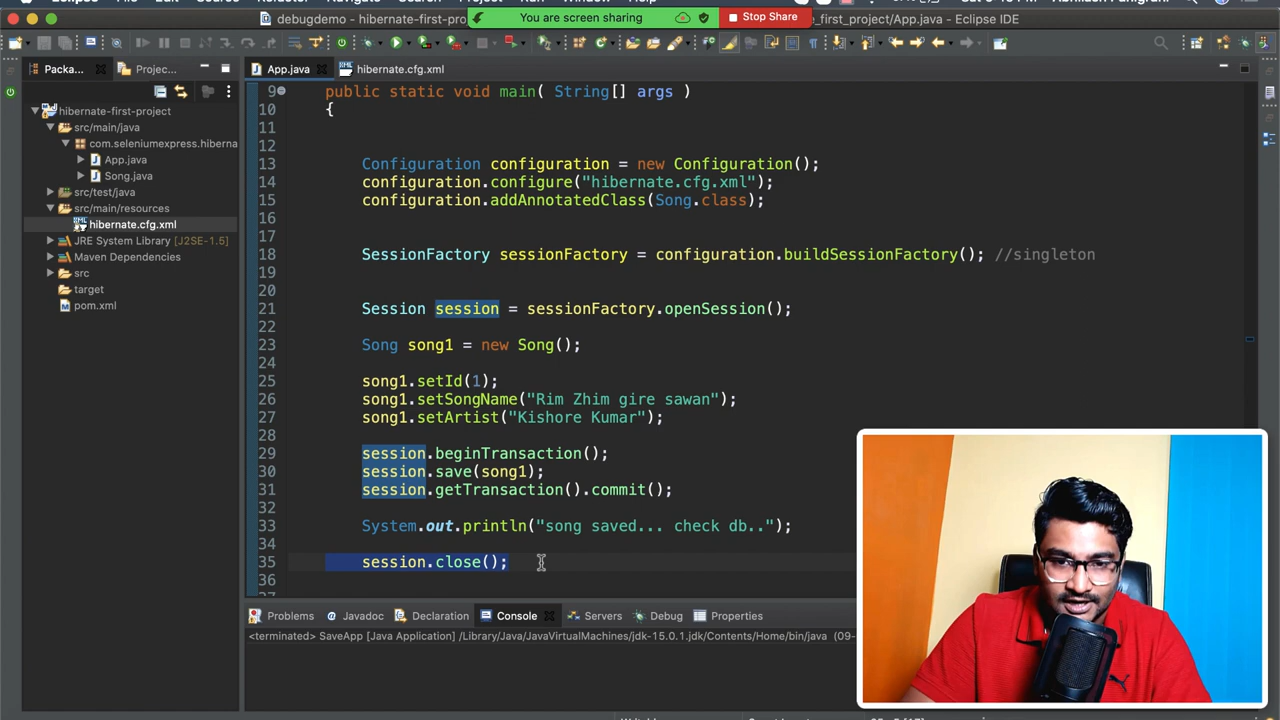 You are screen sharing
Stop Share
debugdemo - hibernate-first-pro
_first_project/App.java - Eclipse IDE
Packa...
Projec...
App.java
hibernate.cfg.xml
hibernate-first-project
src/main/java
com.seleniumexpress.hiberna
App.java
Song.java
src/test/java
src/main/resources
hibernate.cfg.xml
JRE System Library [J2SE-1.5]
Maven Dependencies
src
target
pom.xml
9 public static void main( String[] args )
10 {
11
12
13 Configuration configuration = new Configuration();
14 configuration.configure("hibernate.cfg.xml");
15 configuration.addAnnotatedClass(Song.class);
16
17
18 SessionFactory sessionFactory = configuration.buildSessionFactory(); //singleton
19
20
21 Session session = sessionFactory.openSession();
22
23 Song song1 = new Song();
24
25 song1.setId(1);
26 song1.setSongName("Rim Zhim gire sawan");
27 song1.setArtist("Kishore Kumar");
28
29 session.beginTransaction();
30 session.save(song1);
31 session.getTransaction().commit();
32
33 System.out.println("song saved... check db..");
34
35 session.close();
36
Problems Javadoc Declaration Console Servers Debug Properties
<terminated> SaveApp [Java Application] /Library/Java/JavaVirtualMachines/jdk-15.0.1.jdk/Contents/Home/bin/java (09-